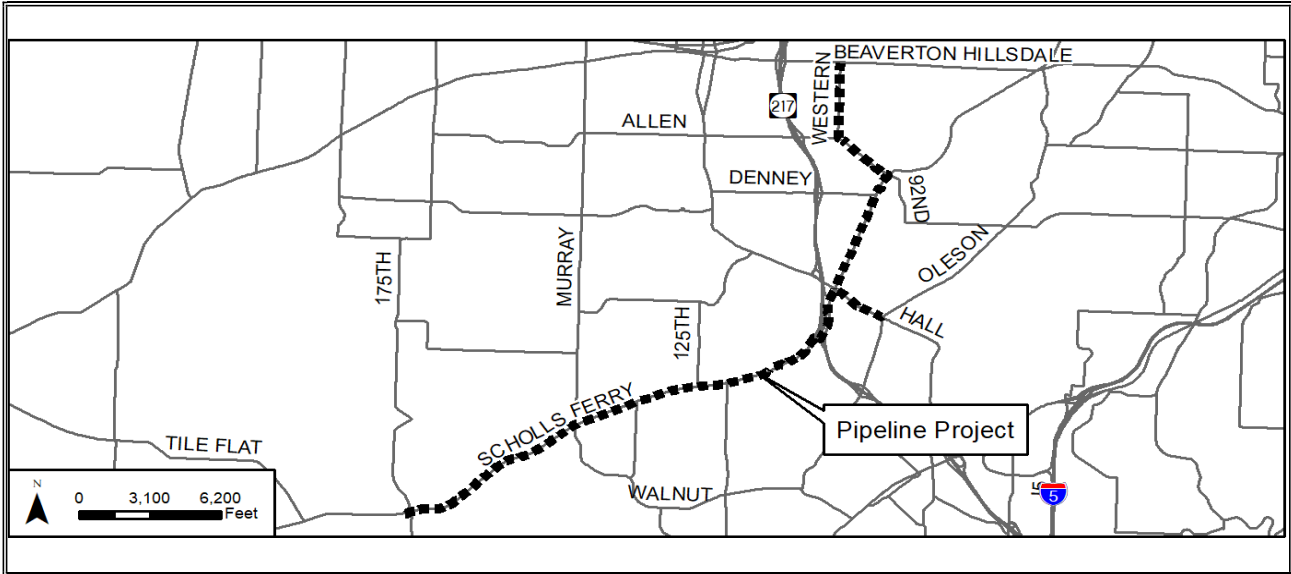 BEAVERTON HILLSDALE
WESTERN
217
ALLEN
DENNEY
92ND
OLESON
175TH
MURRAY
125TH
HALL
SCHOLLS FERRY
Pipeline Project
TILE FLAT
WALNUT
I5
5
N
0 3,100 6,200
Feet